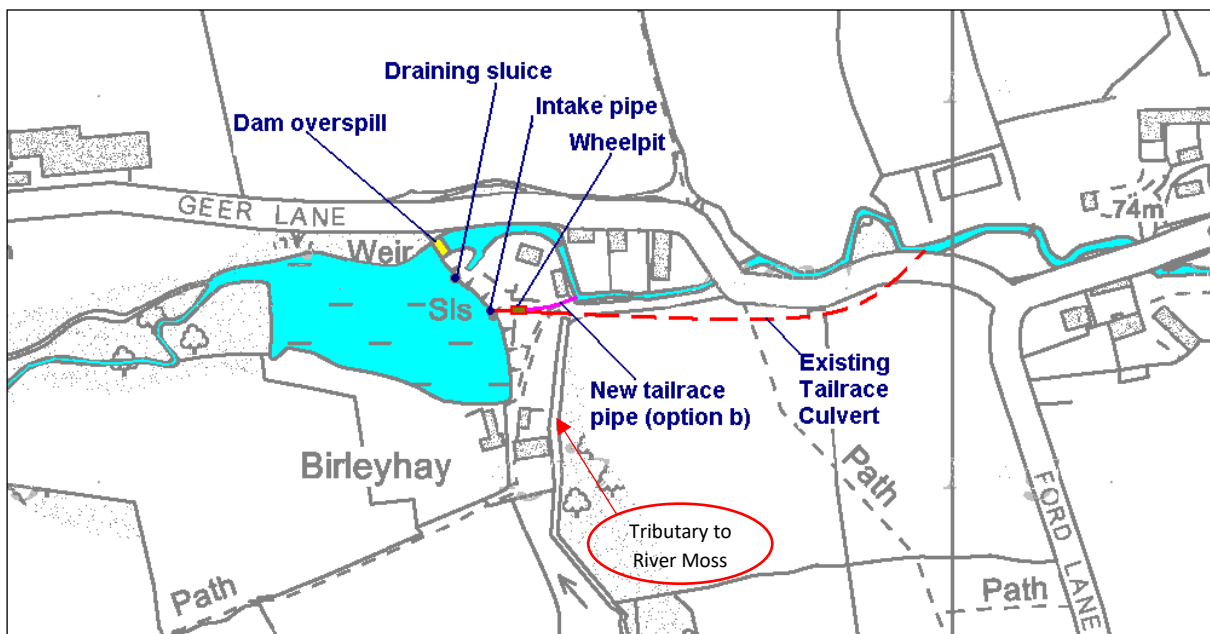 Draining sluice
Intake pipe
Dam overspill
Wheelpit
GEER LANE
74m
Weir
Sls
New tailrace
pipe (option b)
Existing
Tailrace
Culvert
Birleyhay
Path
Tributary to
River Moss
FORD LANE
Path
Path